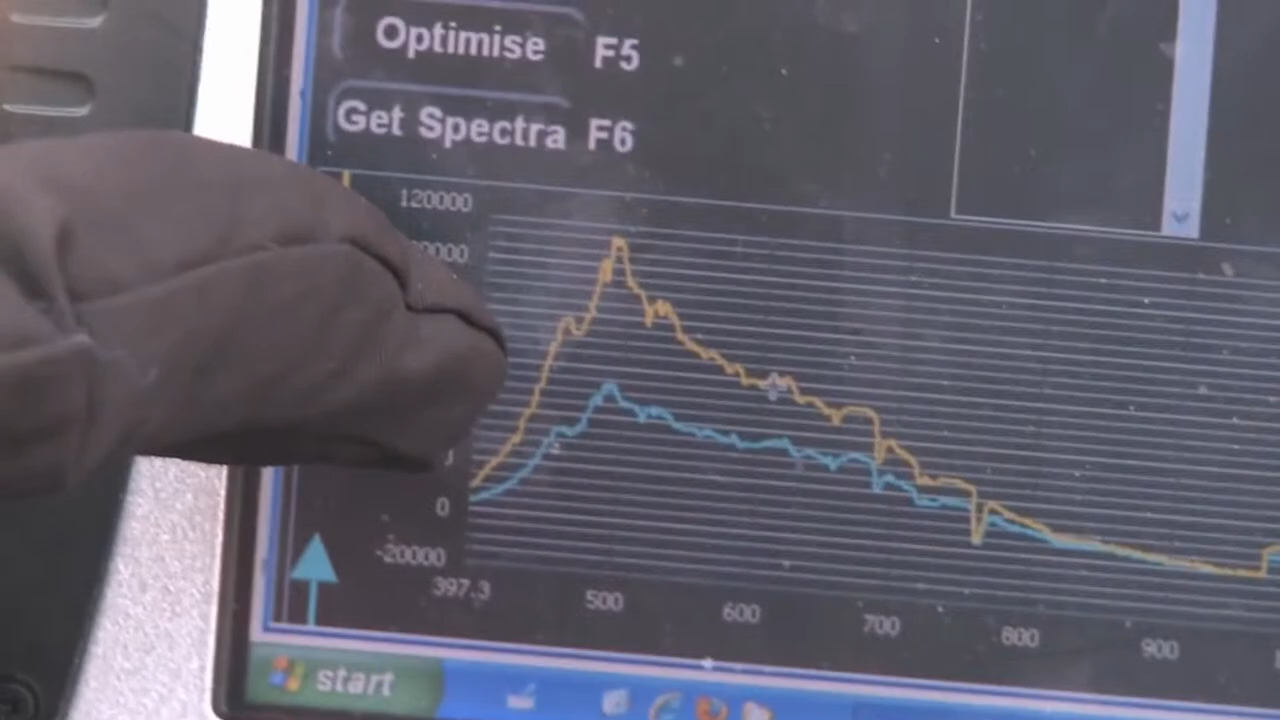 Optimise F5
Get Spectra F6
120000
0
-20000
397.3 500 600 700 800 900
start